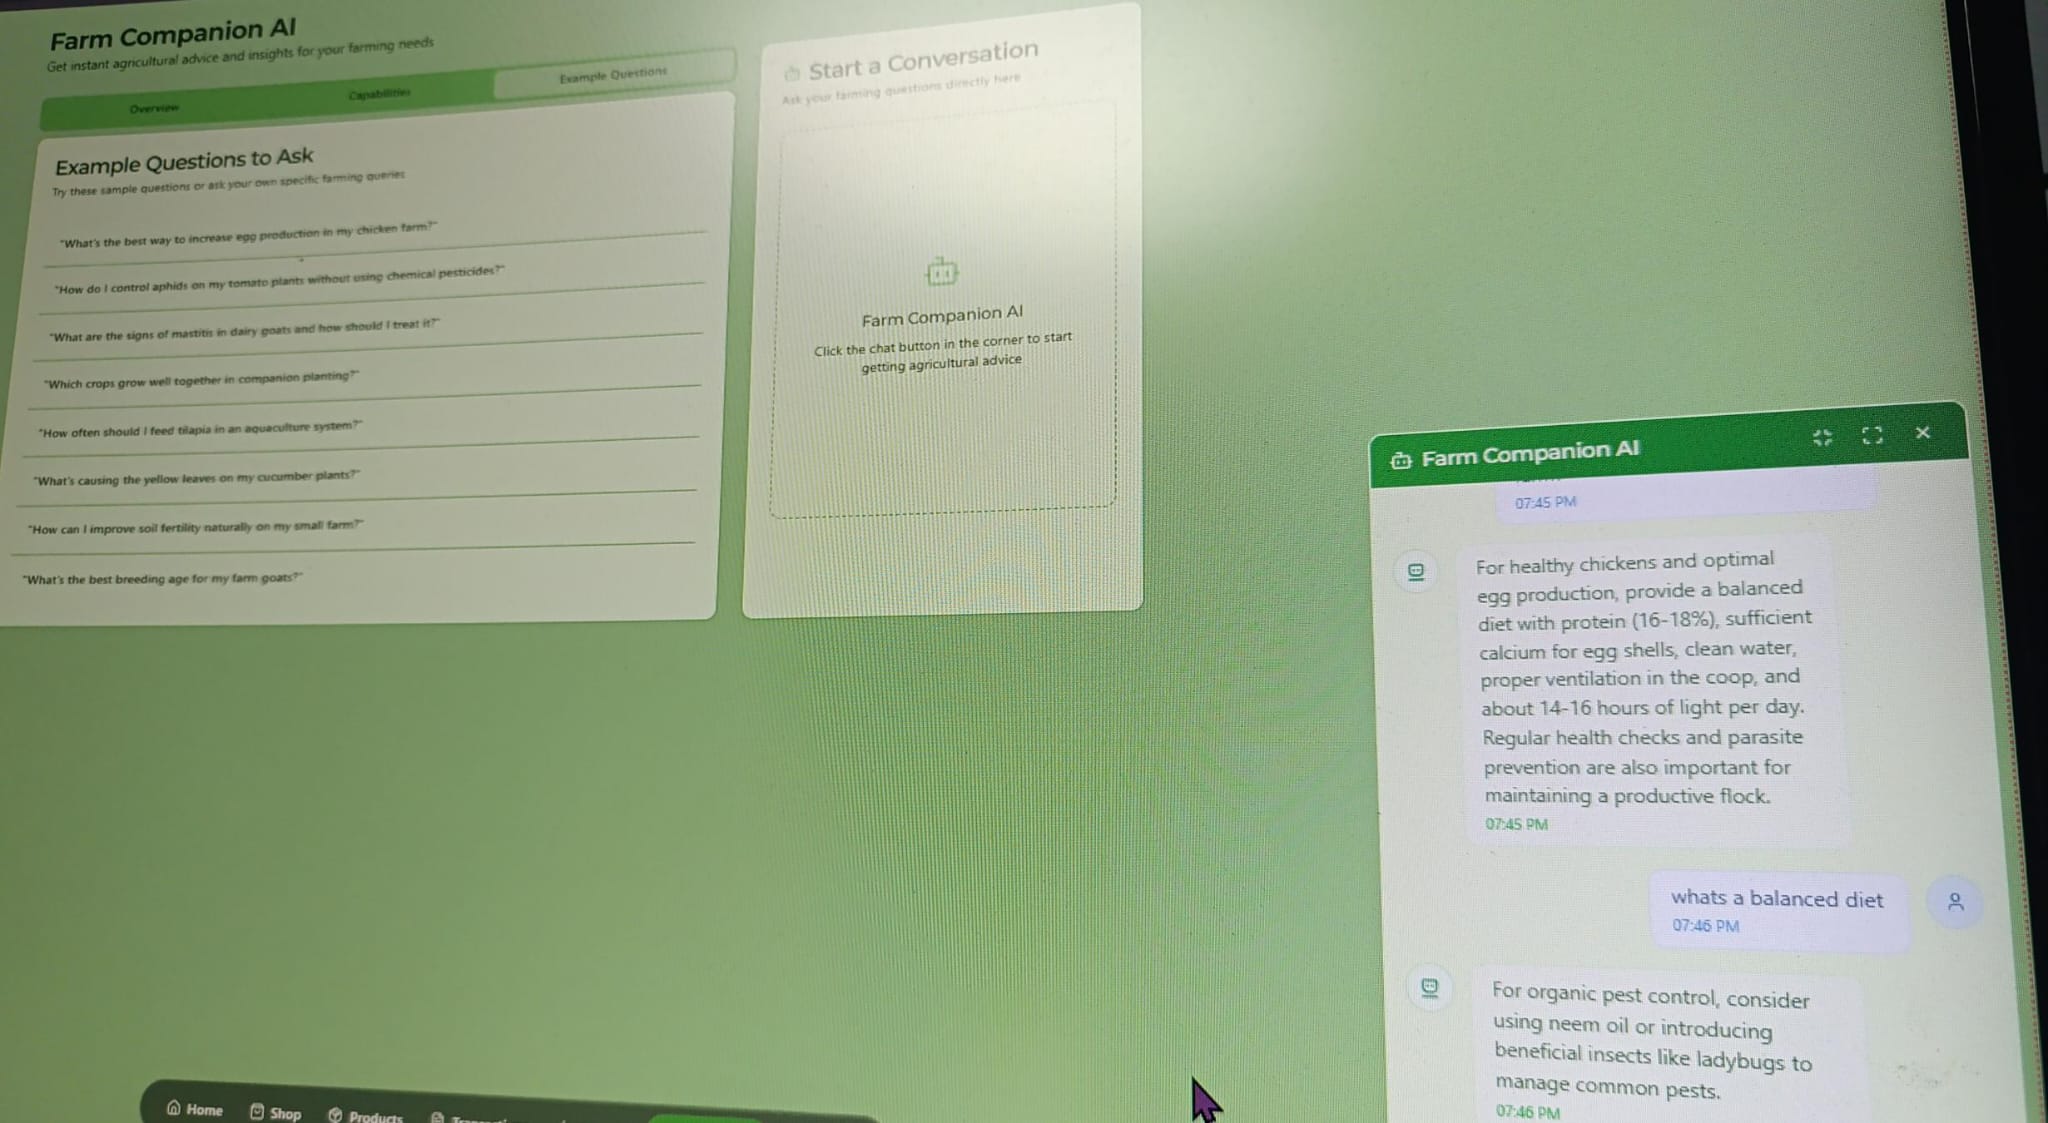 Farm Companion AI
Get instant agricultural advice and insights for your farming needs
Overview
Capabilities
Example Questions
Example Questions to Ask
Try these sample questions or ask your own specific farming queries
"What's the best way to increase egg production in my chicken farm?"
"How do I control aphids on my tomato plants without using chemical pesticides?"
"What are the signs of mastitis in dairy goats and how should I treat it?"
"Which crops grow well together in companion planting?"
"How often should I feed tilapia in an aquaculture system?"
"What's causing the yellow leaves on my cucumber plants?"
"How can I improve soil fertility naturally on my small farm?"
"What's the best breeding age for my farm goats?"
Start a Conversation
Ask your farming questions directly here
Farm Companion AI
Click the chat button in the corner to start
getting agricultural advice
Farm Companion AI
07:45 PM
For healthy chickens and optimal
egg production, provide a balanced
diet with protein (16-18%), sufficient
calcium for egg shells, clean water,
proper ventilation in the coop, and
about 14-16 hours of light per day.
Regular health checks and parasite
prevention are also important for
maintaining a productive flock.
07:45 PM
whats a balanced diet
07:46 PM
For organic pest control, consider
using neem oil or introducing
beneficial insects like ladybugs to
manage common pests.
07:46 PM
Home
Shop
Products